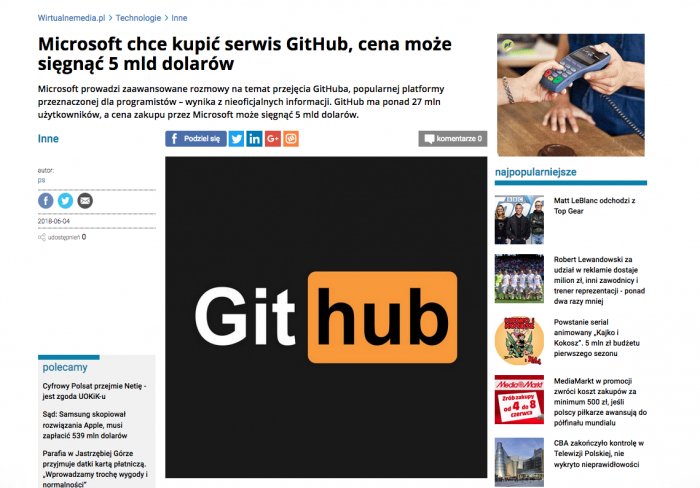 Wirtualnemedia.pl > Technologie > Inne
Microsoft chce kupić serwis GitHub, cena może
sięgnąć 5 mld dolarów
Microsoft prowadzi zaawansowane rozmowy na temat przejęcia GitHuba, popularnej platformy
przeznaczonej dla programistów – wynika z nieoficjalnych informacji. GitHub ma ponad 27 mln
użytkowników, a cena zakupu przez Microsoft może sięgnąć 5 mld dolarów.
Inne
Podziel się
komentarze 0
autor:
ps
2018-06-04
udostępnień 0
Git hub
polecamy
Cyfrowy Polsat przejmie Netię -
jest zgoda UOKiK-u
Sąd: Samsung skopiował
rozwiązania Apple, musi
zapłacić 539 mln dolarów
Parafia w Jastrzębiej Górze
przyjmuje datki kartą płatniczą.
„Wprowadzamy trochę wygody i
normalności”
najpopularniejsze
BBC
Matt LeBlanc odchodzi z
Top Gear
Robert Lewandowski za
udział w reklamie dostaje
milion zł, inni zawodnicy i
trener reprezentacji - ponad
dwa razy mniej
Powstanie serial
animowany „Kajko i
Kokosz”. 5 mln zł budżetu
pierwszego sezonu
Media Markt
Zrób zakupy
od 4 do 8
czerwca
MediaMarkt w promocji
zwróci koszt zakupów za
minimum 500 zł, jeśli
polscy piłkarze awansują do
półfinału mundialu
CBA zakończyło kontrolę w
Telewizji Polskiej, nie
wykryto nieprawidłowości